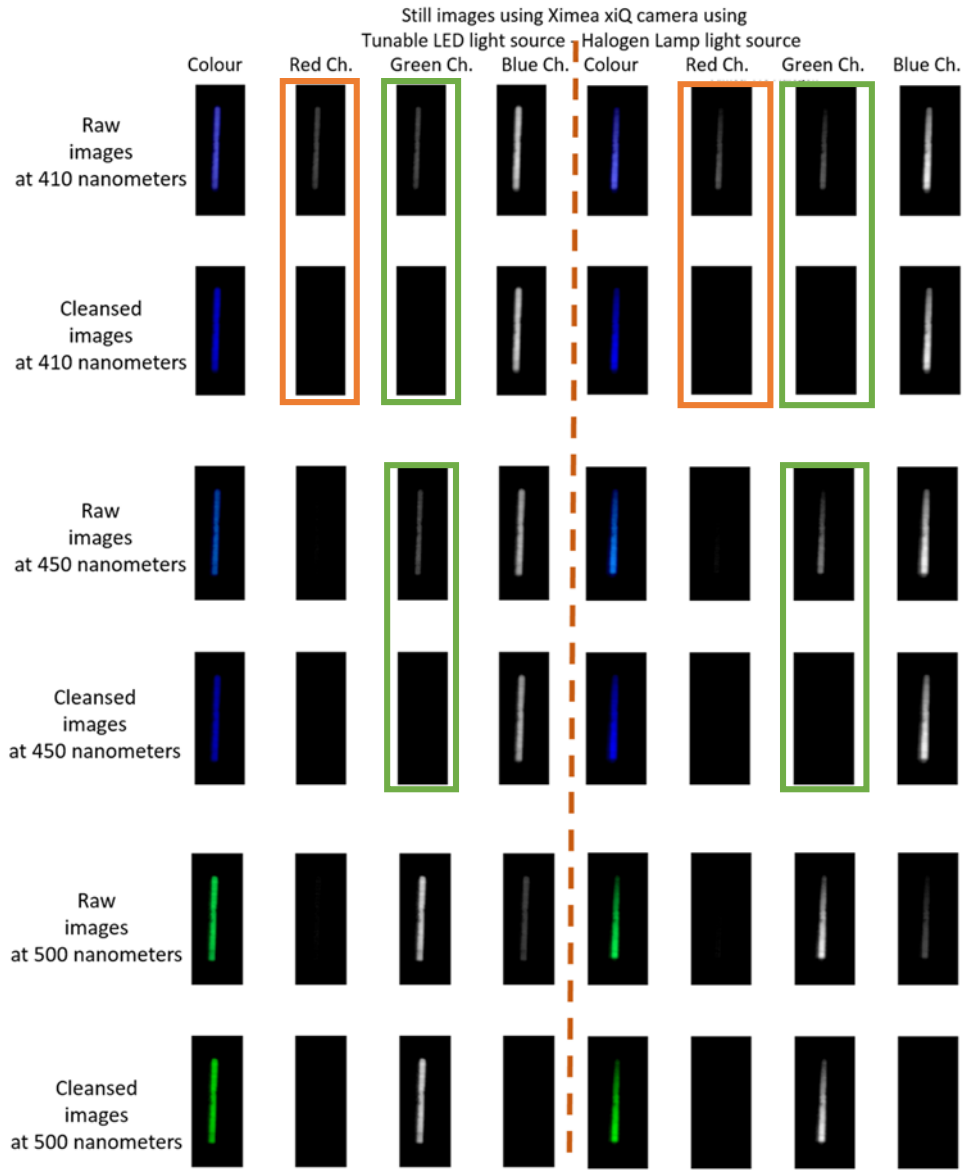 Still images using Ximea xiQ camera using
Tunable LED light source - Halogen Lamp light source
Colour Red Ch. Green Ch. Blue Ch. Colour Red Ch. Green Ch. Blue Ch.
Raw
images
at 410 nanometers
Cleansed
images
at 410 nanometers
Raw
images
at 450 nanometers
Cleansed
images
at 450 nanometers
Raw
images
at 500 nanometers
Cleansed
images
at 500 nanometers